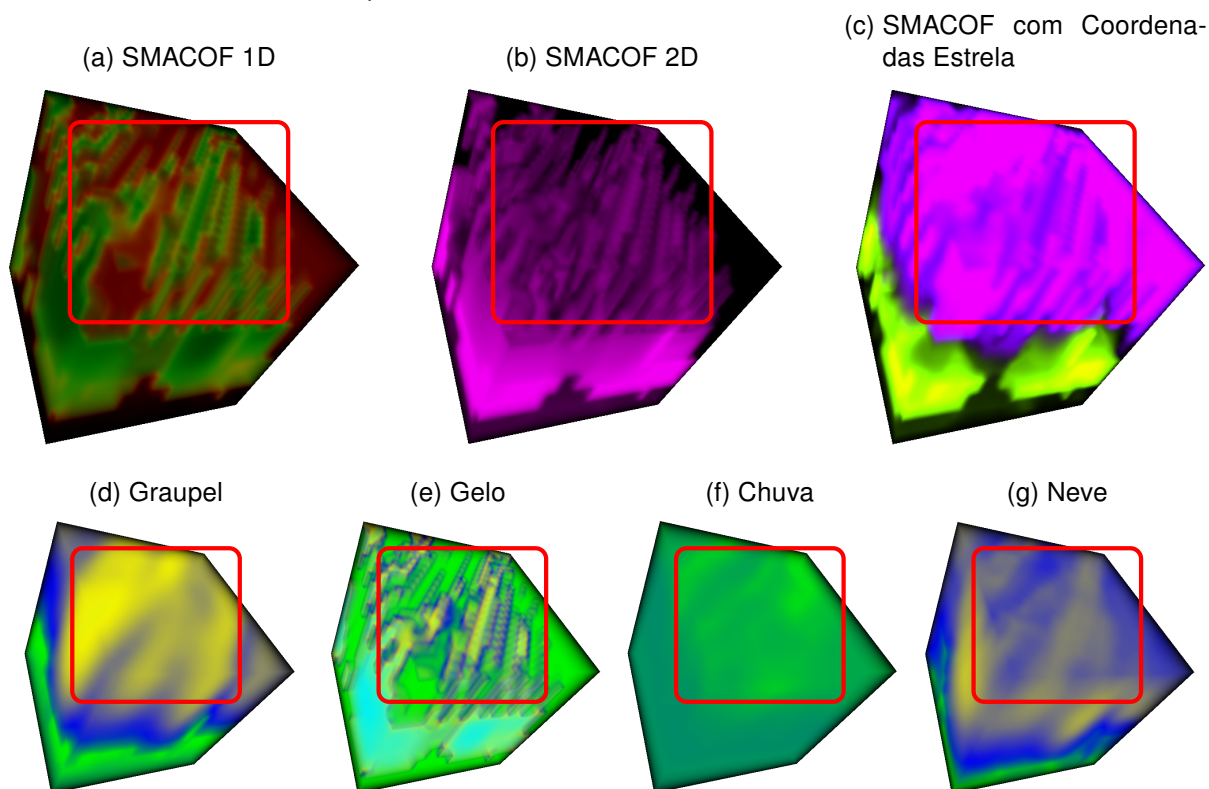 (a) SMACOF 1D
(b) SMACOF 2D
(c) SMACOF com Coordena-
das Estrela
(d) Graupel
(e) Gelo
(f) Chuva
(g) Neve